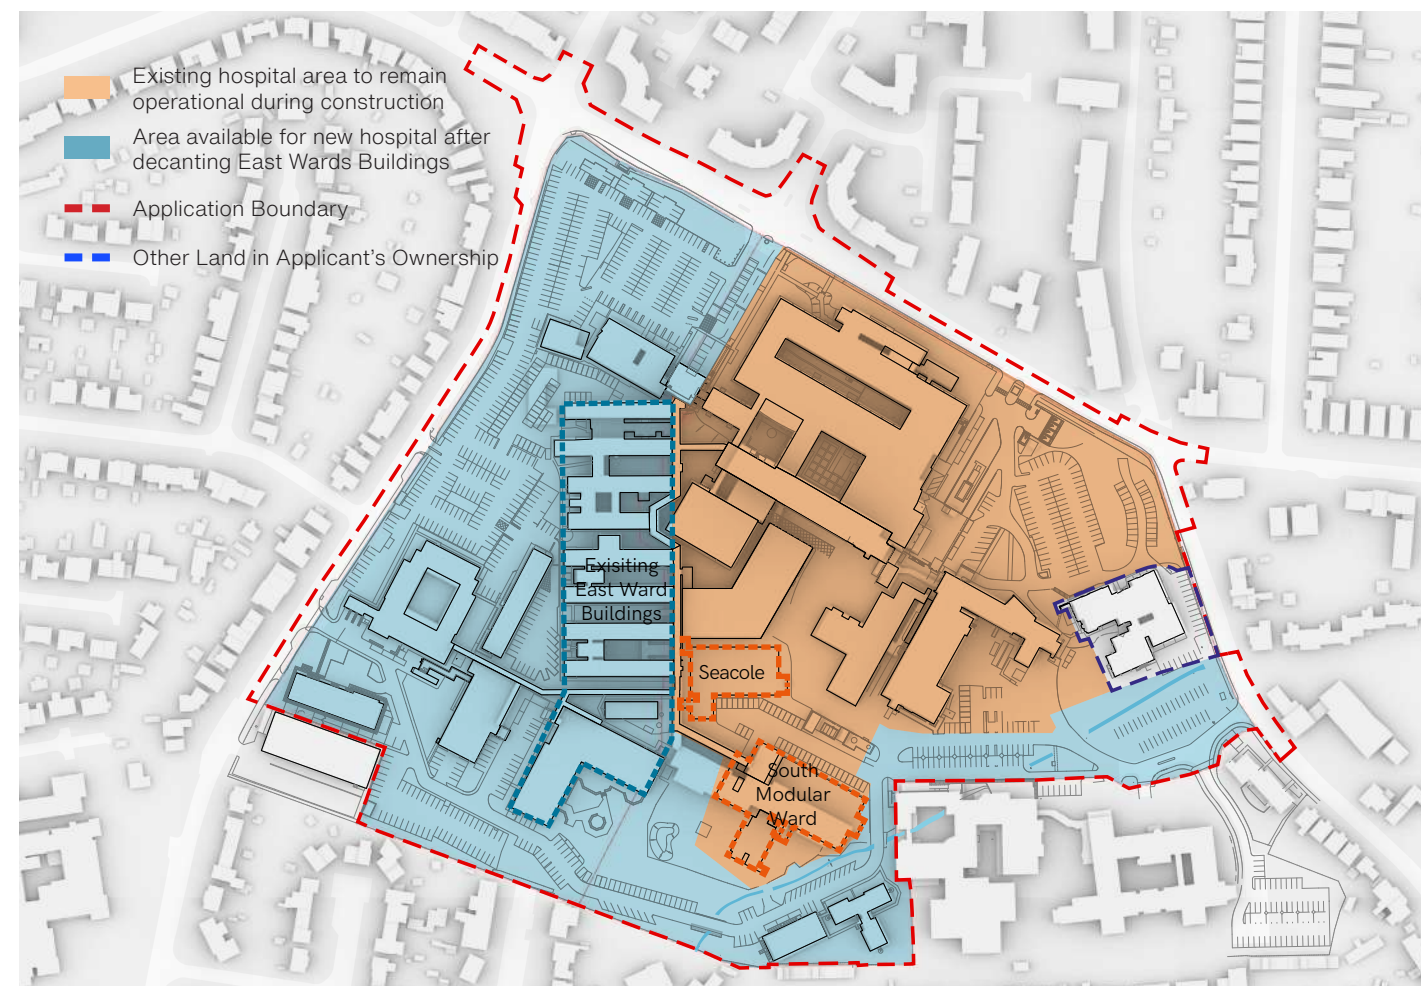 Existing hospital area to remain
operational during construction
Area available for new hospital after
decanting East Wards Buildings
Application Boundary
Other Land in Applicant's Ownership
Exisiting
East Ward
Buildings
Seacole
South
Modular
Ward